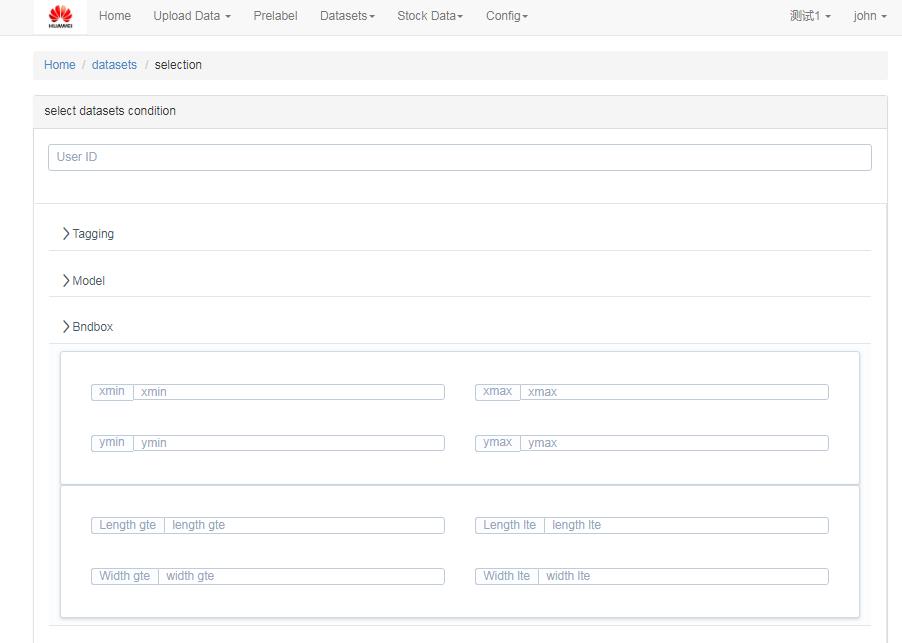 HUAWEI Home Upload Data Prelabel Datasets Stock Data Config 测试1 john
Home / datasets / selection
select datasets condition
User ID
Tagging
Model
Bndbox
xmin xmin xmax xmax
ymin ymin ymax ymax
Length gte length gte Length lte length lte
Width gte width gte Width lte width lte